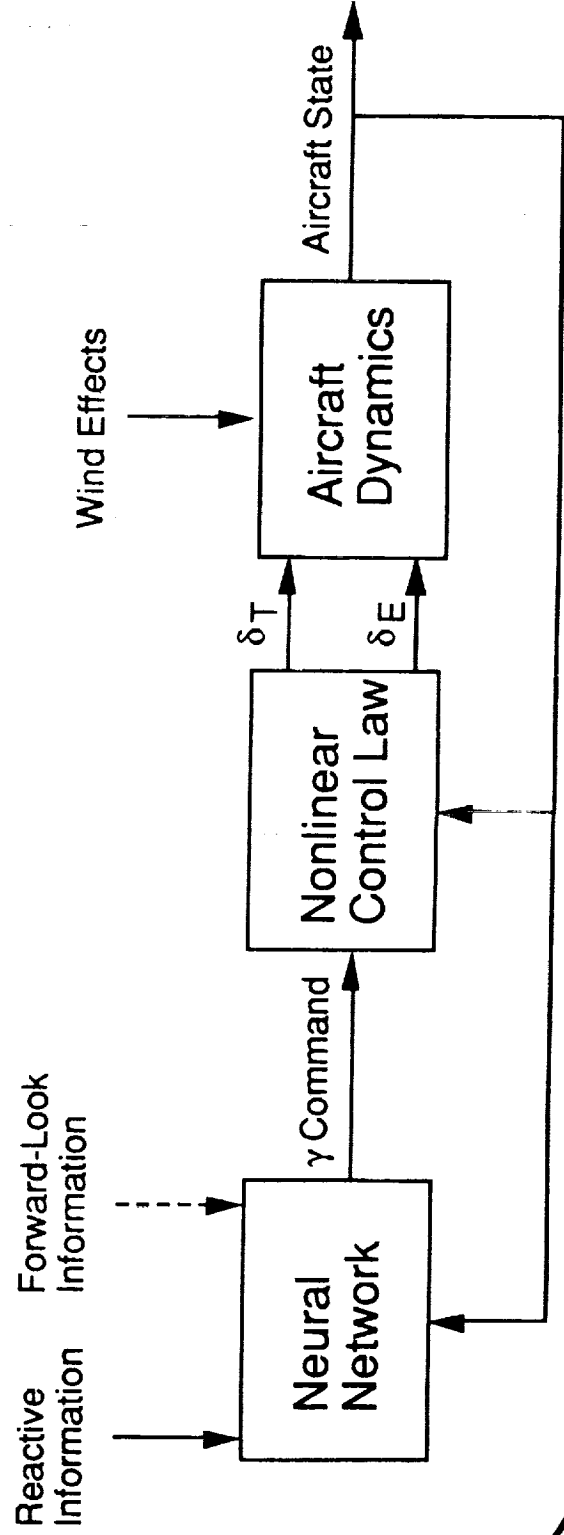 Reactive
Information
Forward-Look
Information
Wind Effects
Neural
Network
γ Command
Nonlinear
Control Law
δT
δE
Aircraft
Dynamics
Aircraft State